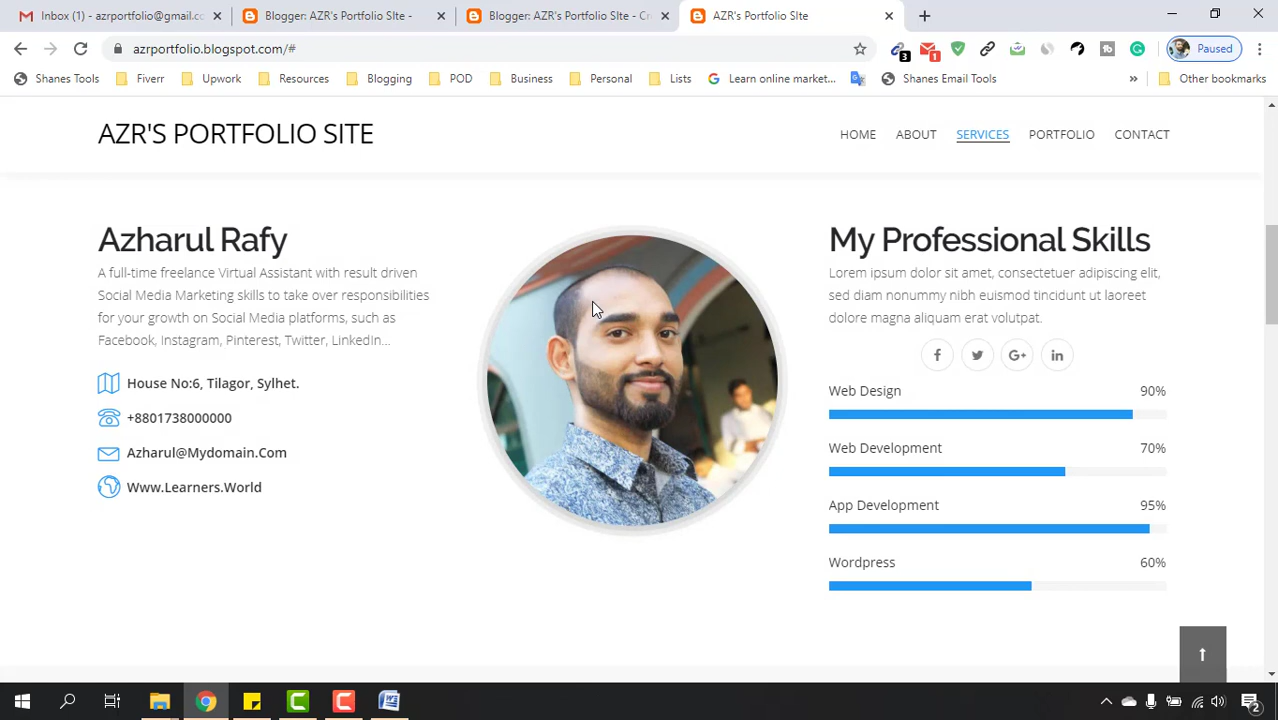 Inbox (1) - azrportfolio@gmail.co
Blogger: AZR's Portfolio SIte -
Blogger: AZR's Portfolio SIte - Cr
AZR's Portfolio SIte
azrportfolio.blogspot.com/#
3
1
Paused
Shanes Tools
Fiverr
Upwork
Resources
Blogging
POD
Business
Personal
Lists
Learn online market...
Shanes Email Tools
»
Other bookmarks
AZR'S PORTFOLIO SITE
HOME
ABOUT
SERVICES
PORTFOLIO
CONTACT
Azharul Rafy
A full-time freelance Virtual Assistant with result driven
Social Media Marketing skills to take over responsibilities
for your growth on Social Media platforms, such as
Facebook, Instagram, Pinterest, Twitter, LinkedIn...
House No:6, Tilagor, Sylhet.
+8801738000000
Azharul@Mydomain.Com
Www.Learners.World
My Professional Skills
Lorem ipsum dolor sit amet, consectetuer adipiscing elit,
sed diam nonummy nibh euismod tincidunt ut laoreet
dolore magna aliquam erat volutpat.
Web Design 90%
Web Development 70%
App Development 95%
Wordpress 60%
2